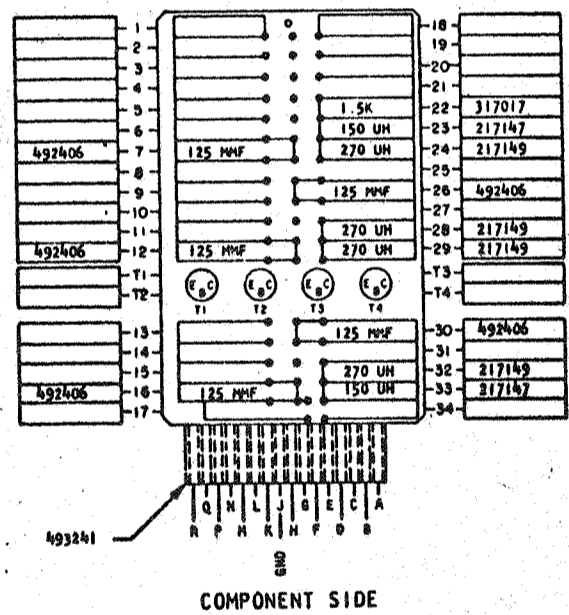 1 18
2 19
3 20
4 21
5 1.5K 22 317017
6 150 UH 23 217147
492406 7 125 MMF 270 UH 24 217149
8 25
9 125 MMF 26 492406
10 27
11 270 UH 28 217149
492406 12 125 MMF 270 UH 29 217149
T1 E B C E B C E B C E B C T3
T2 T1 T2 T3 T4 T4
13 125 MMF 30 492406
14 31
15 270 UH 32 217149
492406 16 125 MMF 150 UH 33 217147
17 34
Q N L J G E C A
R P M K H F D B
493241
GND
COMPONENT SIDE